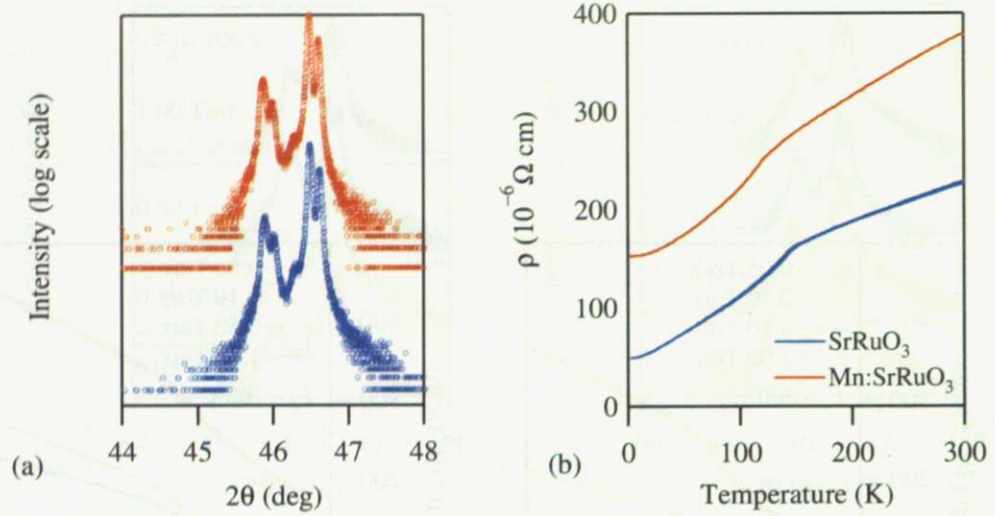 Intensity (log scale)
44 45 46 47 48
(a)
2θ (deg)
ρ (10⁻⁶ Ω cm)
400
300
200
100
0
SrRuO₃
Mn:SrRuO₃
0 100 200 300
(b)
Temperature (K)